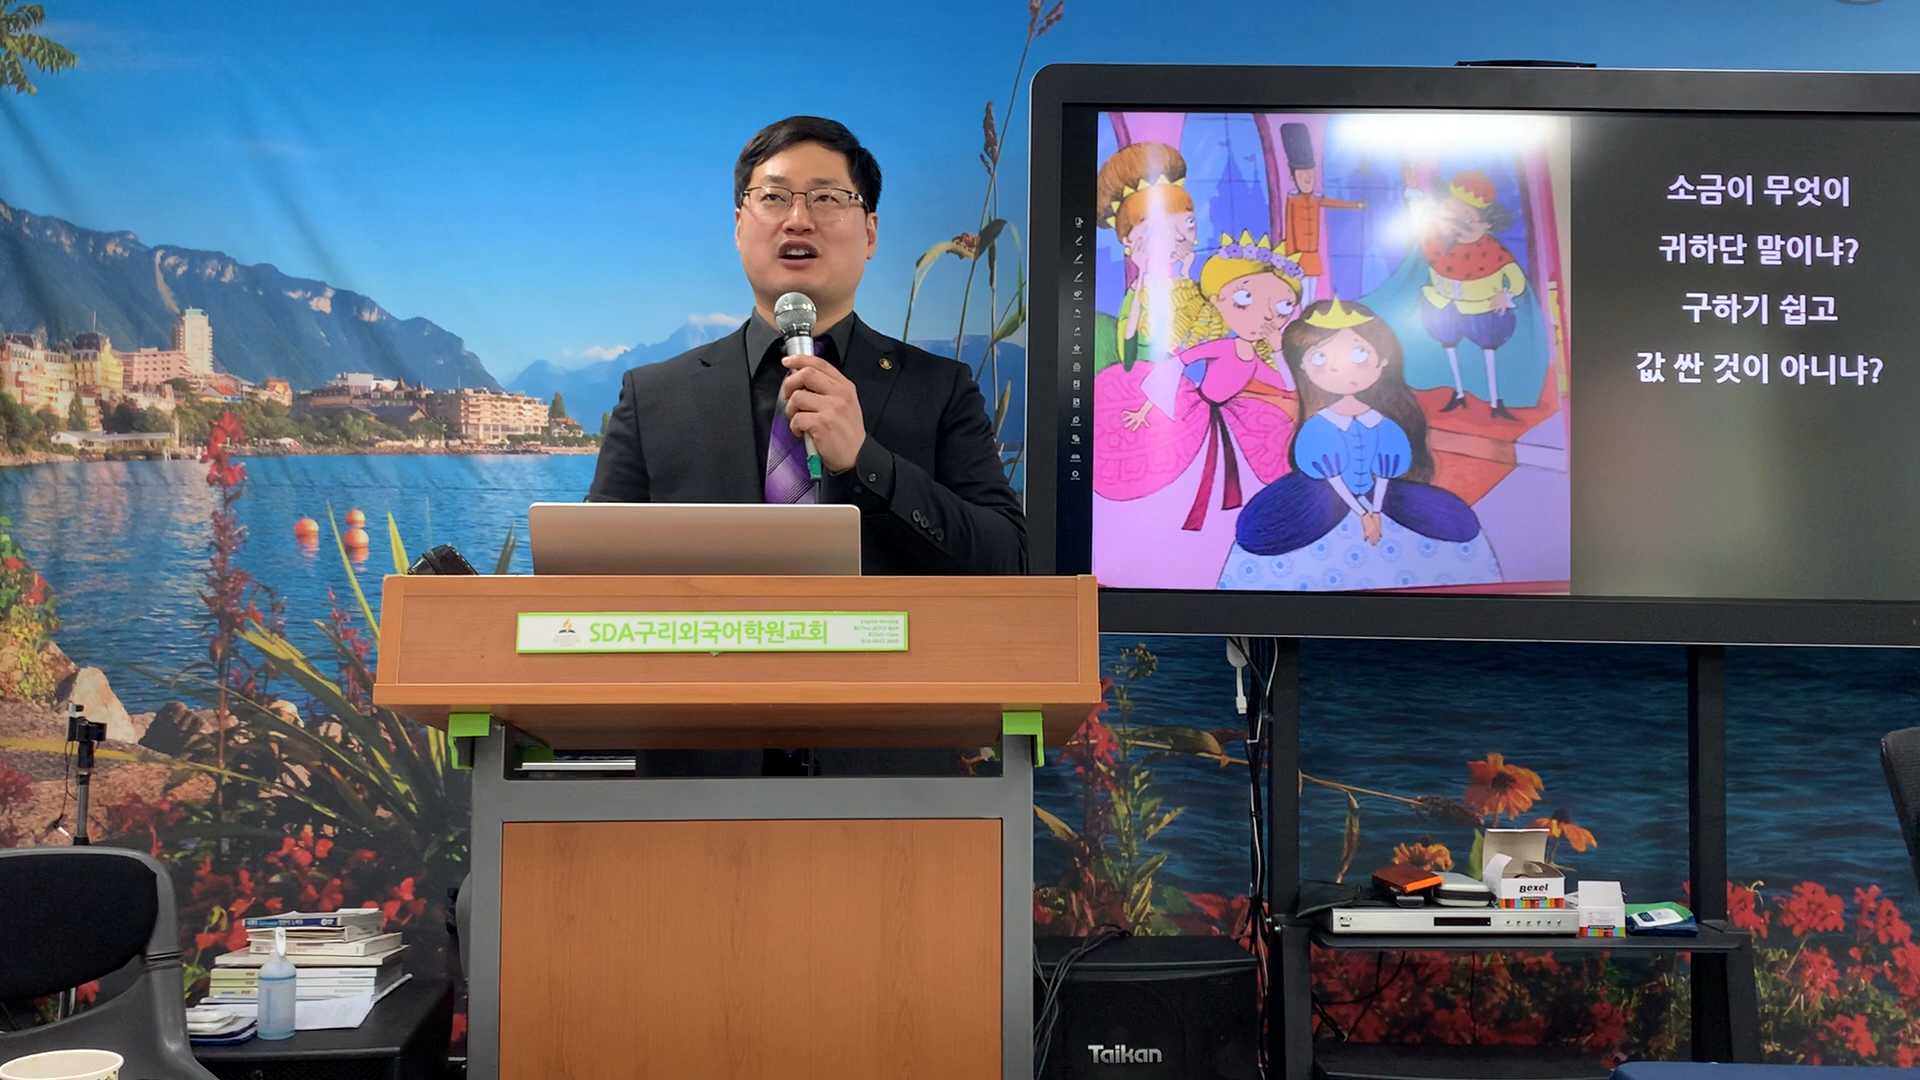 소금이 무엇이
귀하단 말이냐?
구하기 쉽고
값 싼 것이 아니냐?
SDA구리외국어학원교회
Bexel
Taikan